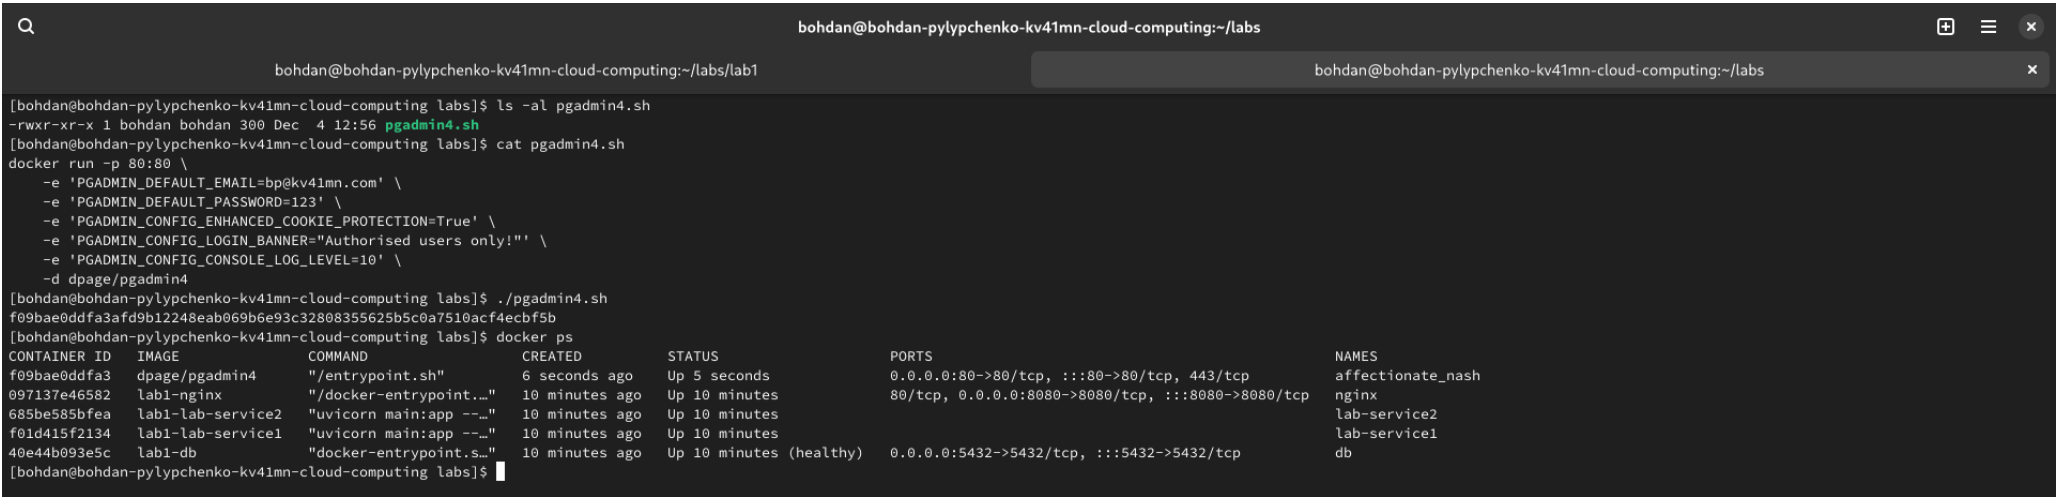 bohdan@bohdan-pylypchenko-kv41mn-cloud-computing:~/labs
bohdan@bohdan-pylypchenko-kv41mn-cloud-computing:~/labs/lab1
bohdan@bohdan-pylypchenko-kv41mn-cloud-computing:~/labs
[bohdan@bohdan-pylypchenko-kv41mn-cloud-computing labs]$ ls -al pgadmin4.sh
-rwxr-xr-x 1 bohdan bohdan 300 Dec  4 12:56 pgadmin4.sh
[bohdan@bohdan-pylypchenko-kv41mn-cloud-computing labs]$ cat pgadmin4.sh
docker run -p 80:80 \
    -e 'PGADMIN_DEFAULT_EMAIL=bp@kv41mn.com' \
    -e 'PGADMIN_DEFAULT_PASSWORD=123' \
    -e 'PGADMIN_CONFIG_ENHANCED_COOKIE_PROTECTION=True' \
    -e 'PGADMIN_CONFIG_LOGIN_BANNER="Authorised users only!"' \
    -e 'PGADMIN_CONFIG_CONSOLE_LOG_LEVEL=10' \
    -d dpage/pgadmin4
[bohdan@bohdan-pylypchenko-kv41mn-cloud-computing labs]$ ./pgadmin4.sh
f09bae0ddfa3afd9b12248eab069b6e93c32808355625b5c0a7510acf4ecbf5b
[bohdan@bohdan-pylypchenko-kv41mn-cloud-computing labs]$ docker ps
CONTAINER ID   IMAGE               COMMAND                  CREATED          STATUS                    PORTS                                               NAMES
f09bae0ddfa3   dpage/pgadmin4      "/entrypoint.sh"         6 seconds ago    Up 5 seconds              0.0.0.0:80->80/tcp, :::80->80/tcp, 443/tcp          affectionate_nash
097137e46582   lab1-nginx          "/docker-entrypoint.…"   10 minutes ago   Up 10 minutes             80/tcp, 0.0.0.0:8080->8080/tcp, :::8080->8080/tcp   nginx
685be585bfea   lab1-lab-service2   "uvicorn main:app --…"   10 minutes ago   Up 10 minutes                                                                 lab-service2
f01d415f2134   lab1-lab-service1   "uvicorn main:app --…"   10 minutes ago   Up 10 minutes                                                                 lab-service1
40e44b093e5c   lab1-db             "docker-entrypoint.s…"   10 minutes ago   Up 10 minutes (healthy)   0.0.0.0:5432->5432/tcp, :::5432->5432/tcp           db
[bohdan@bohdan-pylypchenko-kv41mn-cloud-computing labs]$